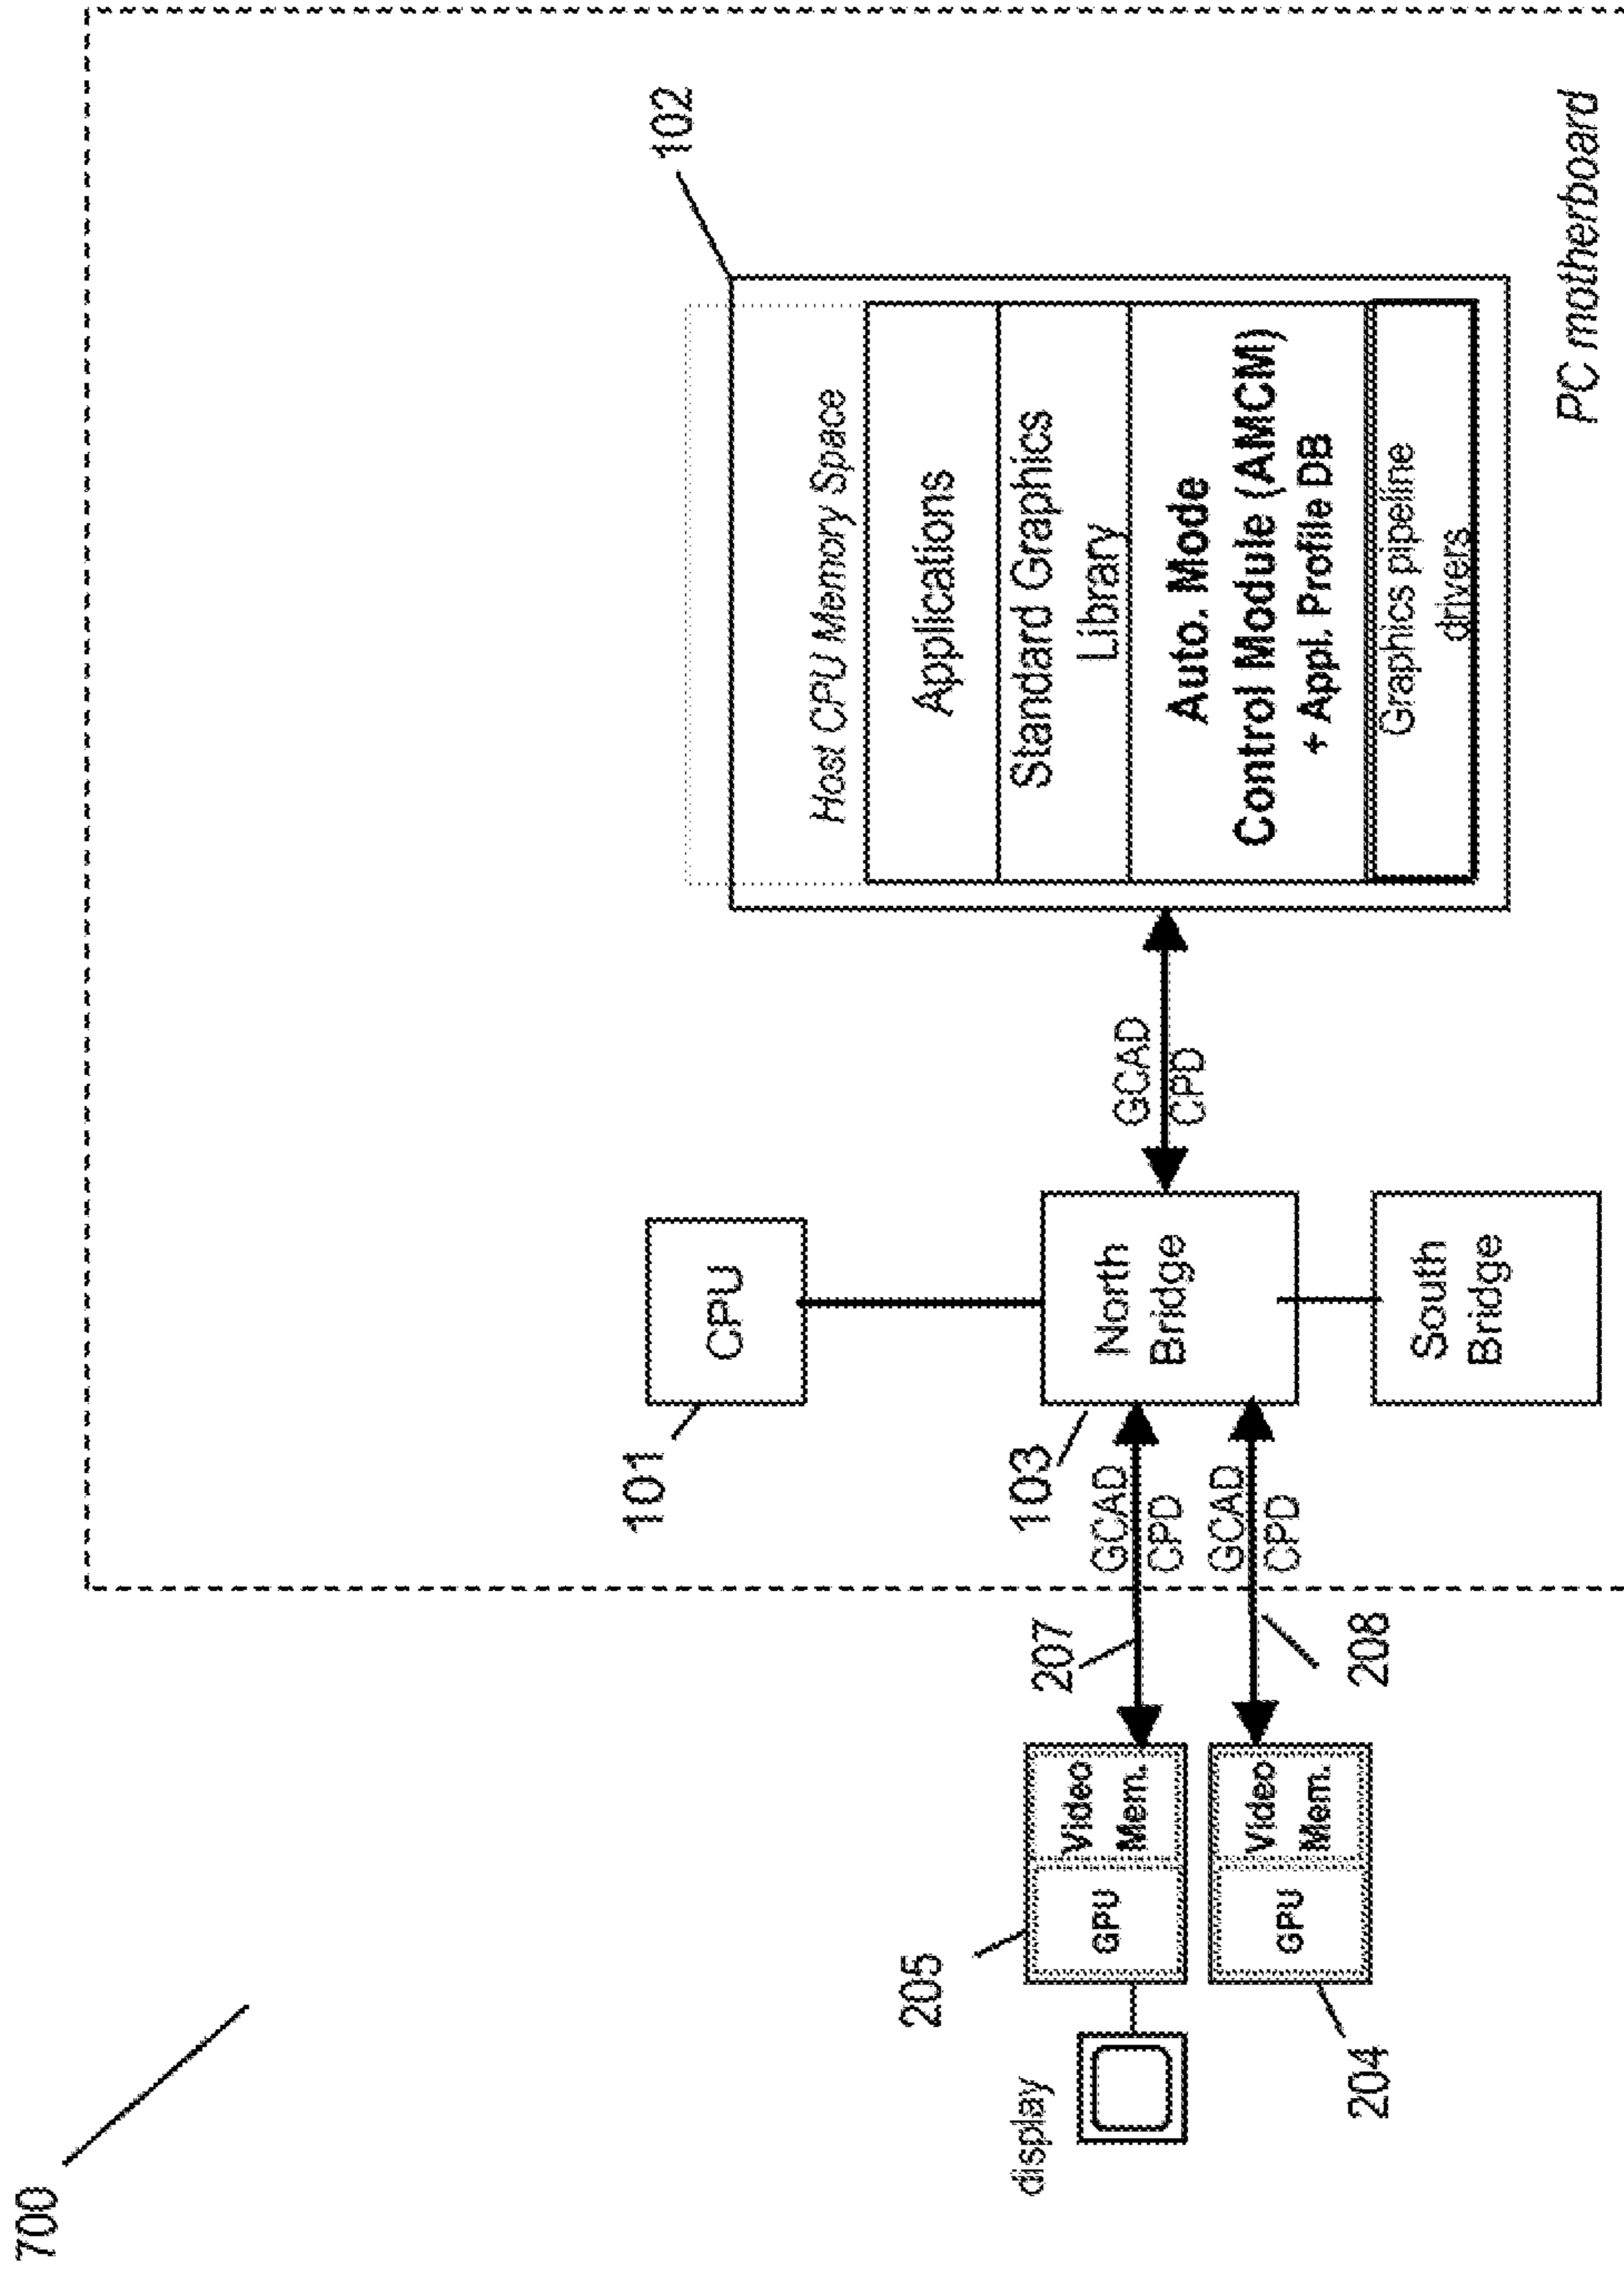 700
101
CPU
102
Host CPU Memory Space
Applications
Standard Graphics
Library
Auto. Mode
Control Module (AMCM)
+ Appl. Profile DB
Graphics pipeline
drivers
display
205
GPU
Video
Mem.
207
GCAD
CPD
103
North
Bridge
GCAD
CPD
204
GPU
Video
Mem.
208
GCAD
CPD
South
Bridge
PC motherboard